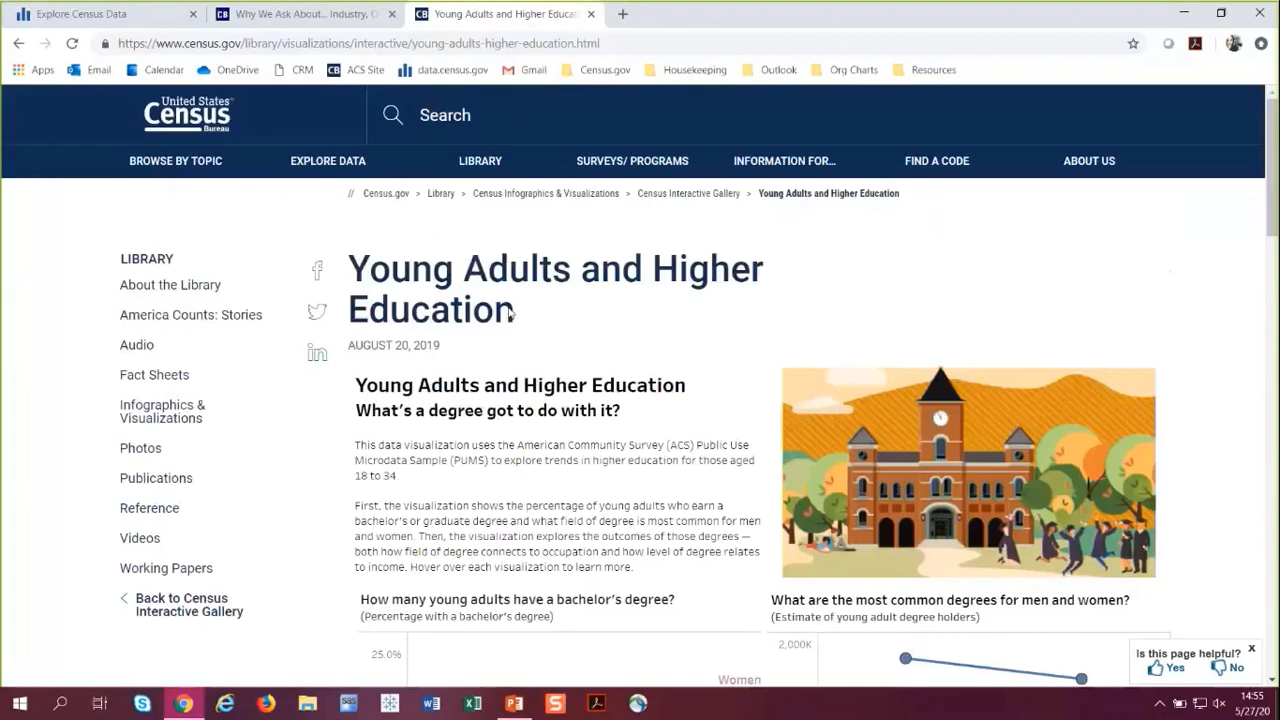 Explore Census Data
Why We Ask About... Industry, O
Young Adults and Higher Educat
https://www.census.gov/library/visualizations/interactive/young-adults-higher-education.html
Apps Email Calendar OneDrive CRM ACS Site data.census.gov Gmail Census.gov Housekeeping Outlook Org Charts Resources
United States
Census
Bureau
Search
BROWSE BY TOPIC EXPLORE DATA LIBRARY SURVEYS/ PROGRAMS INFORMATION FOR... FIND A CODE ABOUT US
// Census.gov > Library > Census Infographics & Visualizations > Census Interactive Gallery > Young Adults and Higher Education
LIBRARY
About the Library
America Counts: Stories
Audio
Fact Sheets
Infographics &
Visualizations
Photos
Publications
Reference
Videos
Working Papers
Back to Census
Interactive Gallery
Young Adults and Higher
Education
AUGUST 20, 2019
Young Adults and Higher Education
What's a degree got to do with it?
This data visualization uses the American Community Survey (ACS) Public Use
Microdata Sample (PUMS) to explore trends in higher education for those aged
18 to 34.
First, the visualization shows the percentage of young adults who earn a
bachelor's or graduate degree and what field of degree is most common for men
and women. Then, the visualization explores the outcomes of those degrees —
both how field of degree connects to occupation and how level of degree relates
to income. Hover over each visualization to learn more.
How many young adults have a bachelor's degree?
(Percentage with a bachelor's degree)
25.0%
Women
What are the most common degrees for men and women?
(Estimate of young adult degree holders)
2,000K
Is this page helpful? x
Yes No
14:55
5/27/20